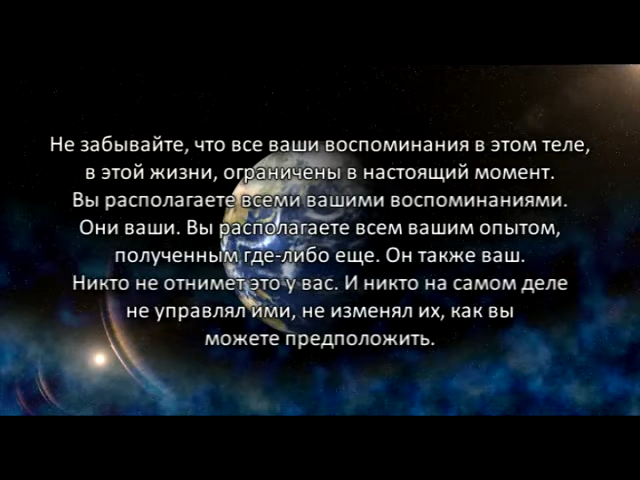 Не забывайте, что все ваши воспоминания в этом теле,
в этой жизни, ограничены в настоящий момент.
Вы располагаете всеми вашими воспоминаниями.
Они ваши. Вы располагаете всем вашим опытом,
полученным где-либо еще. Он также ваш.
Никто не отнимет это у вас. И никто на самом деле
не управлял ими, не изменял их, как вы
можете предположить.